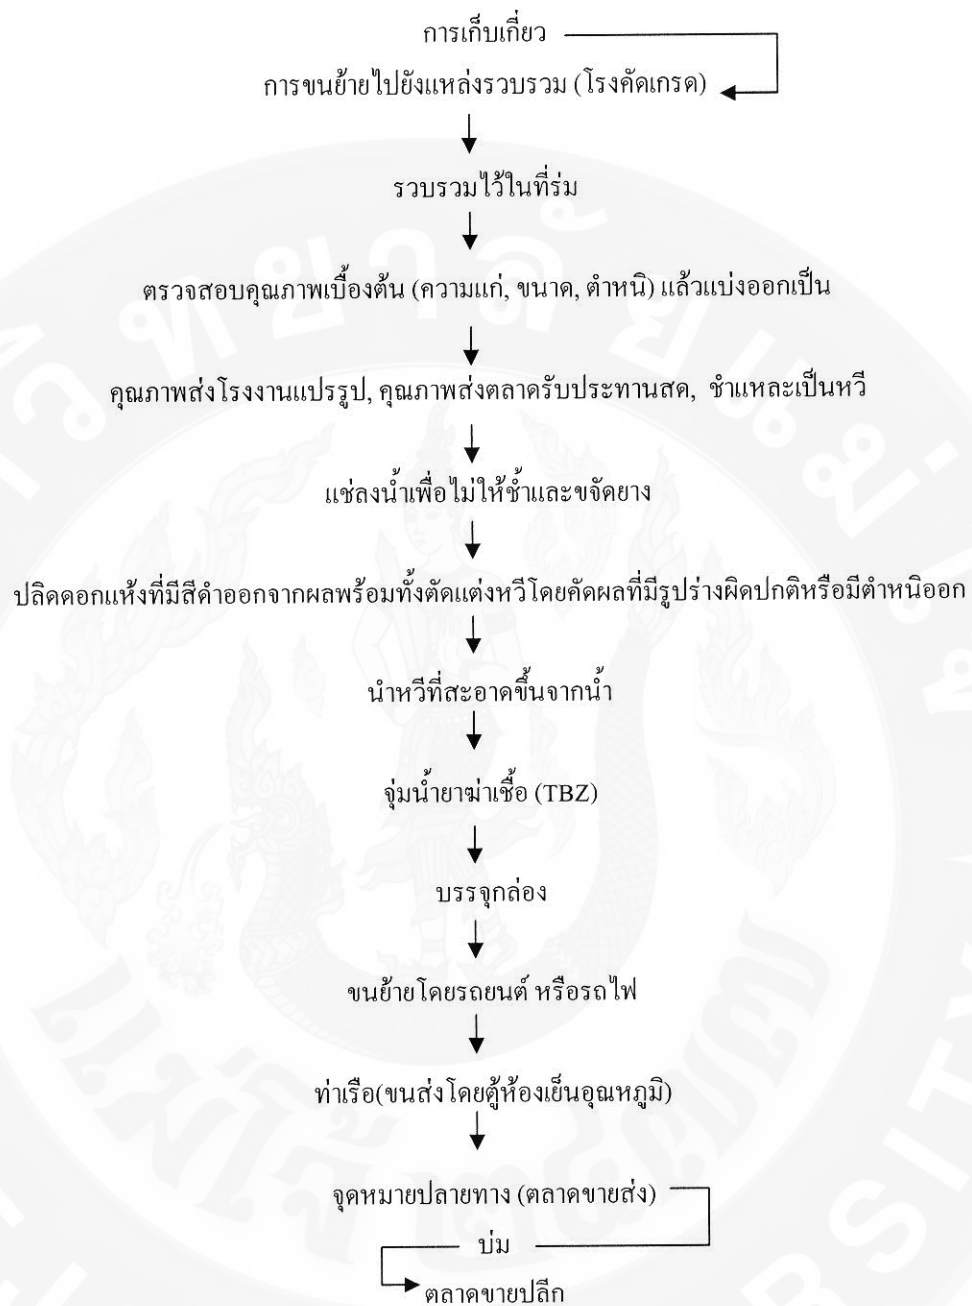 การเก็บเกี่ยว
การขนย้ายไปยังแหล่งรวบรวม (โรงคัดเกรด)
รวบรวมไว้ในที่ร่ม
ตรวจสอบคุณภาพเบื้องต้น (ความแก่, ขนาด, ตำหนิ) แล้วแบ่งออกเป็น
คุณภาพส่งโรงงานแปรรูป, คุณภาพส่งตลาดรับประทานสด, ชำแหละเป็นหวี
แช่ลงน้ำเพื่อไม่ให้ช้ำและขจัดยาง
ปลิดดอกแห้งที่มีสีดำออกจากผลพร้อมทั้งตัดแต่งหวีโดยคัดผลที่มีรูปร่างผิดปกติหรือมีตำหนิออก
นำหวีที่สะอาดขึ้นจากน้ำ
จุ่มน้ำยาฆ่าเชื้อ (TBZ)
บรรจุกล่อง
ขนย้ายโดยรถยนต์ หรือรถไฟ
ท่าเรือ(ขนส่งโดยตู้ห้องเย็นอุณหภูมิ)
จุดหมายปลายทาง (ตลาดขายส่ง)
บ่ม
ตลาดขายปลีก